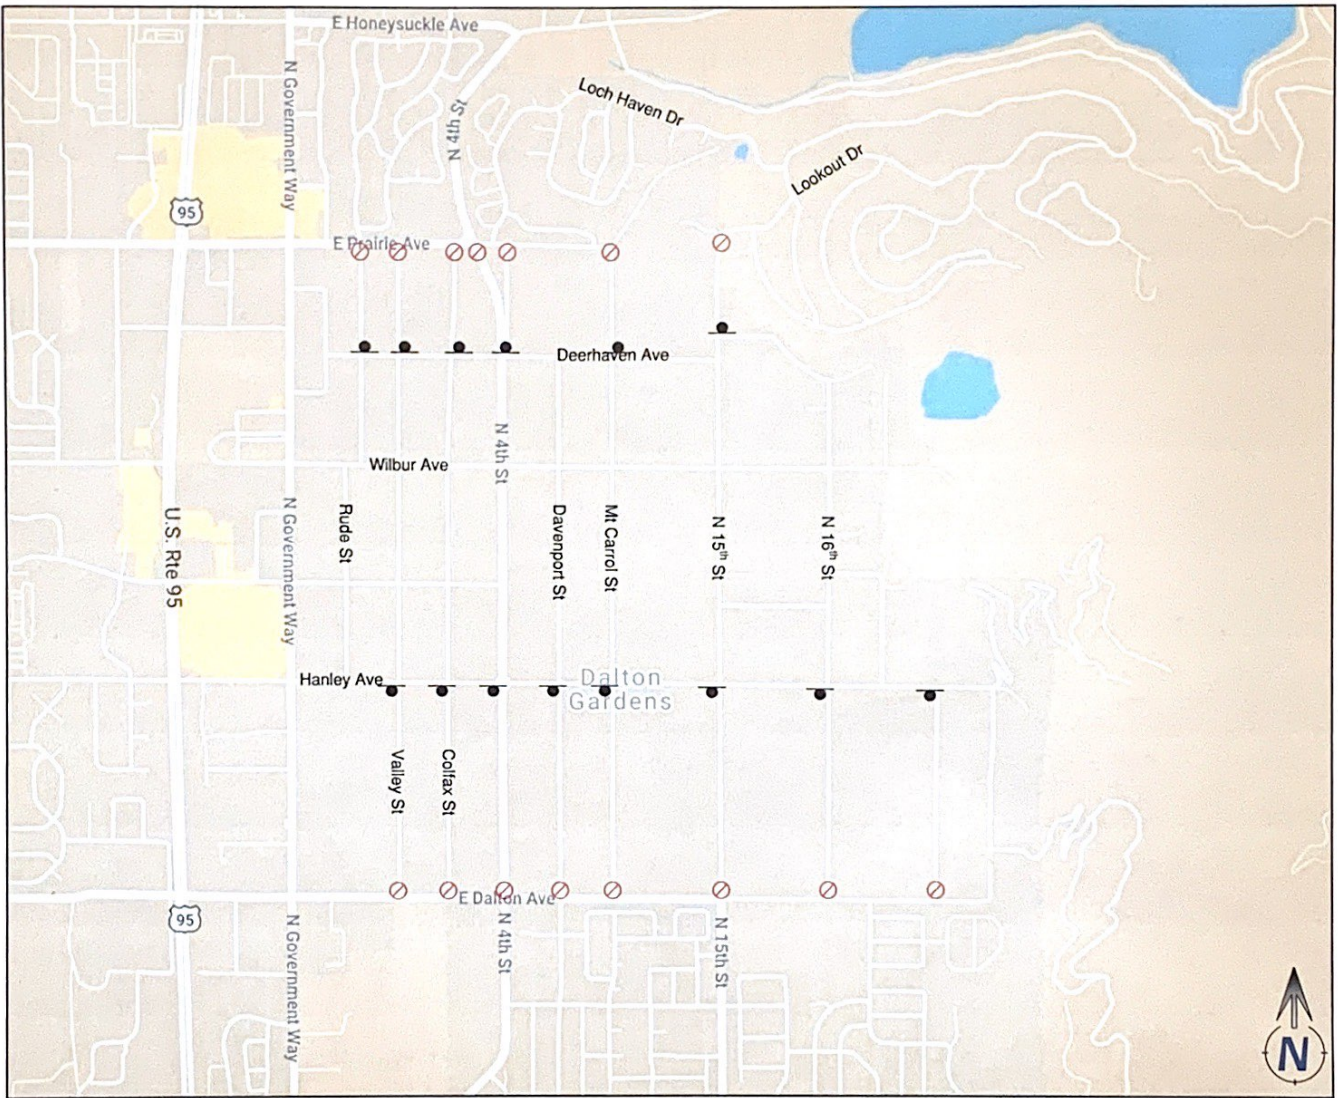 E Honeysuckle Ave
N Government Way
N 4th St
Loch Haven Dr
Lookout Dr
95
E Prairie Ave
Deerhaven Ave
N 4th St
Wilbur Ave
U.S. Rte 95
N Government Way
Rude St
Davenport St
Mt Carrol St
N 15th St
N 16th St
Hanley Ave
Dalton
Gardens
Valley St
Colfax St
E Dalton Ave
95
N Government Way
N 4th St
N 15th St
N